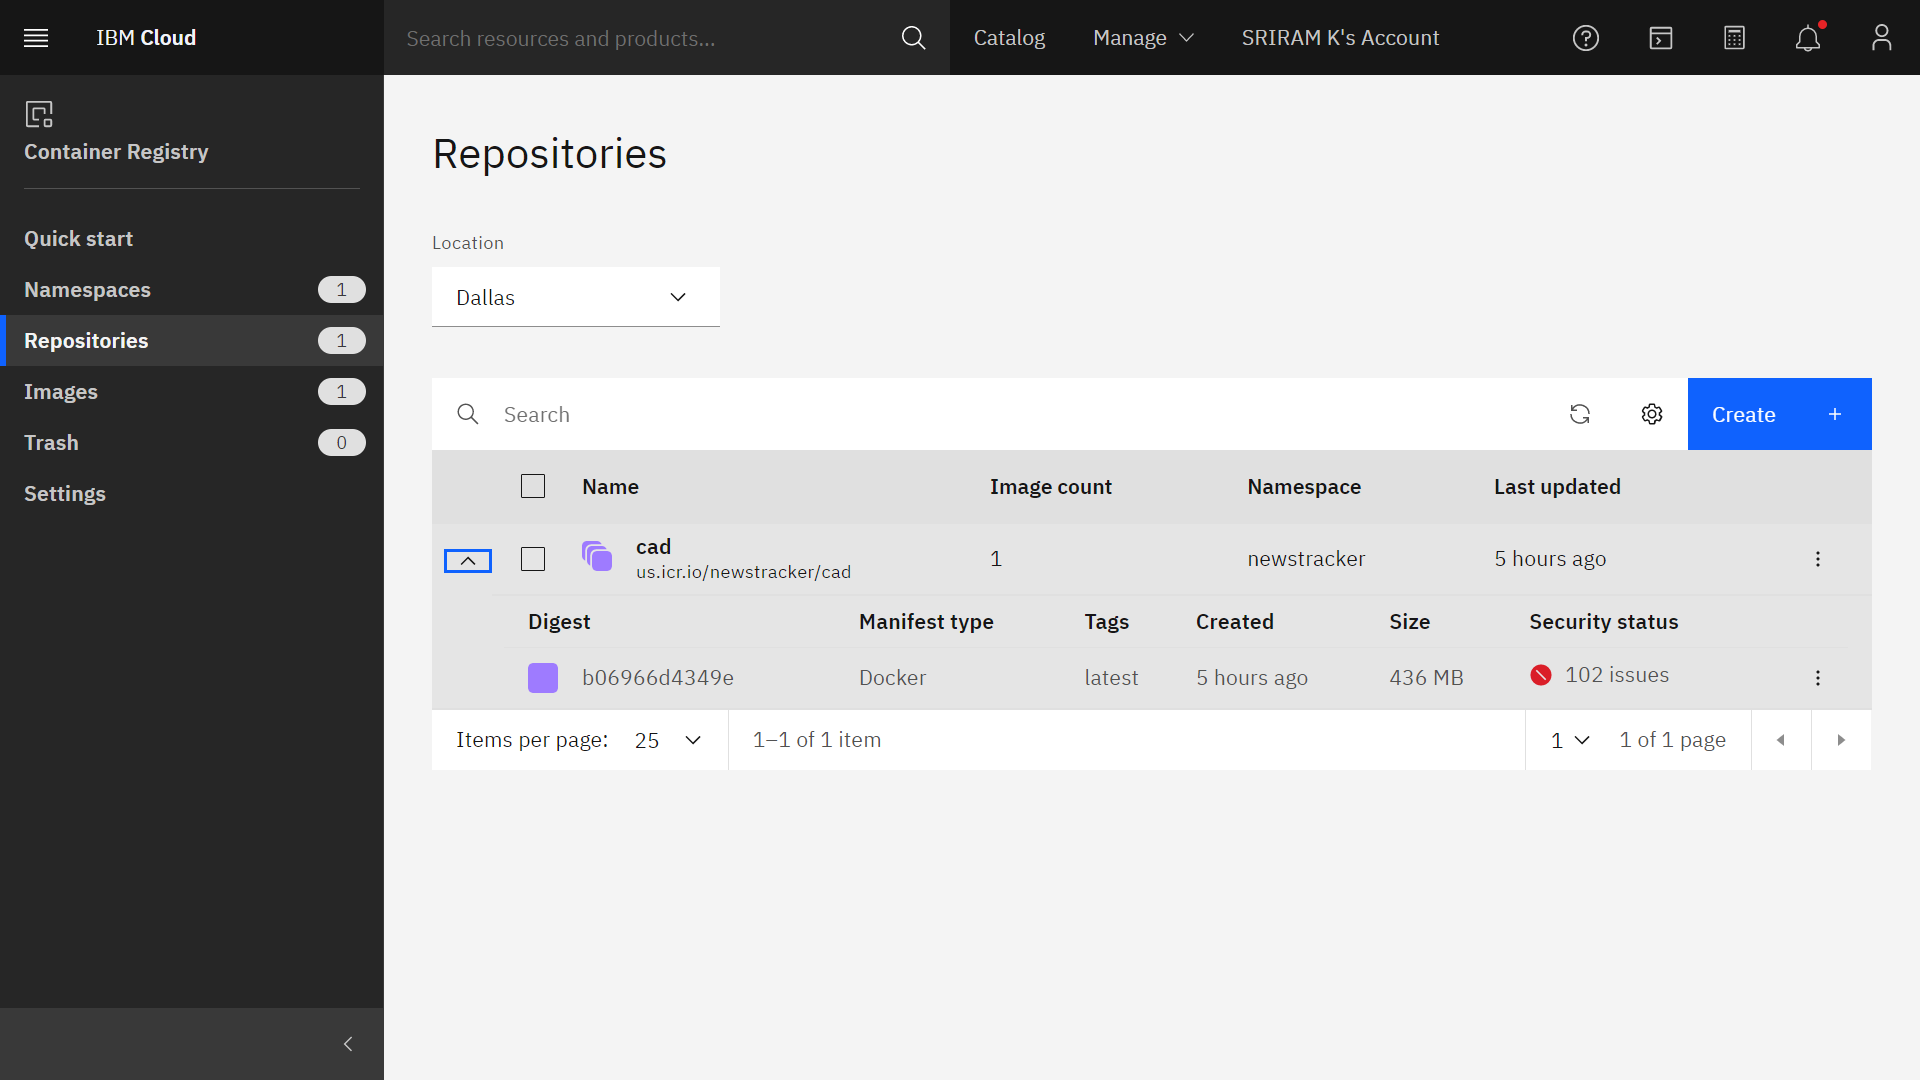 IBM Cloud
Search resources and products...
Catalog
Manage
SRIRAM K's Account
Container Registry
Quick start
Namespaces 1
Repositories 1
Images 1
Trash 0
Settings
Repositories
Location
Dallas
Search
Create
Name Image count Namespace Last updated
cad
us.icr.io/newstracker/cad
1 newstracker 5 hours ago
Digest Manifest type Tags Created Size Security status
b06966d4349e Docker latest 5 hours ago 436 MB 102 issues
Items per page: 25 1–1 of 1 item 1 1 of 1 page